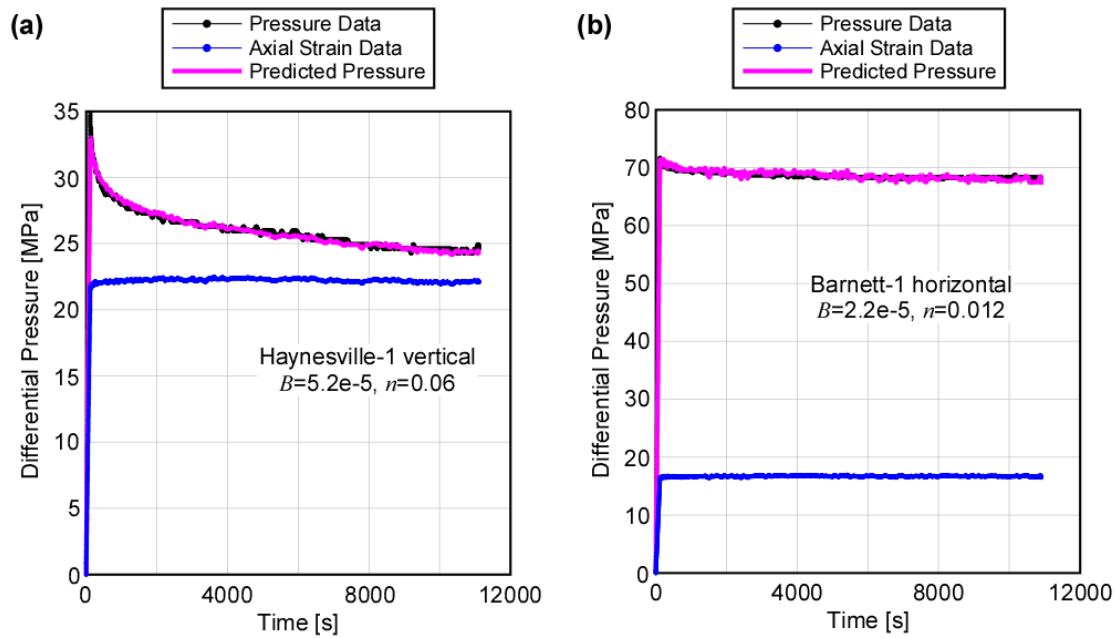 (a)
Pressure Data
Axial Strain Data
Predicted Pressure
35
30
25
20
15
10
5
0
Differential Pressure [MPa]
Haynesville-1 vertical
B=5.2e-5, n=0.06
0 4000 8000 12000
Time [s]
(b)
Pressure Data
Axial Strain Data
Predicted Pressure
80
70
60
50
40
30
20
10
0
Differential Pressure [MPa]
Barnett-1 horizontal
B=2.2e-5, n=0.012
0 4000 8000 12000
Time [s]